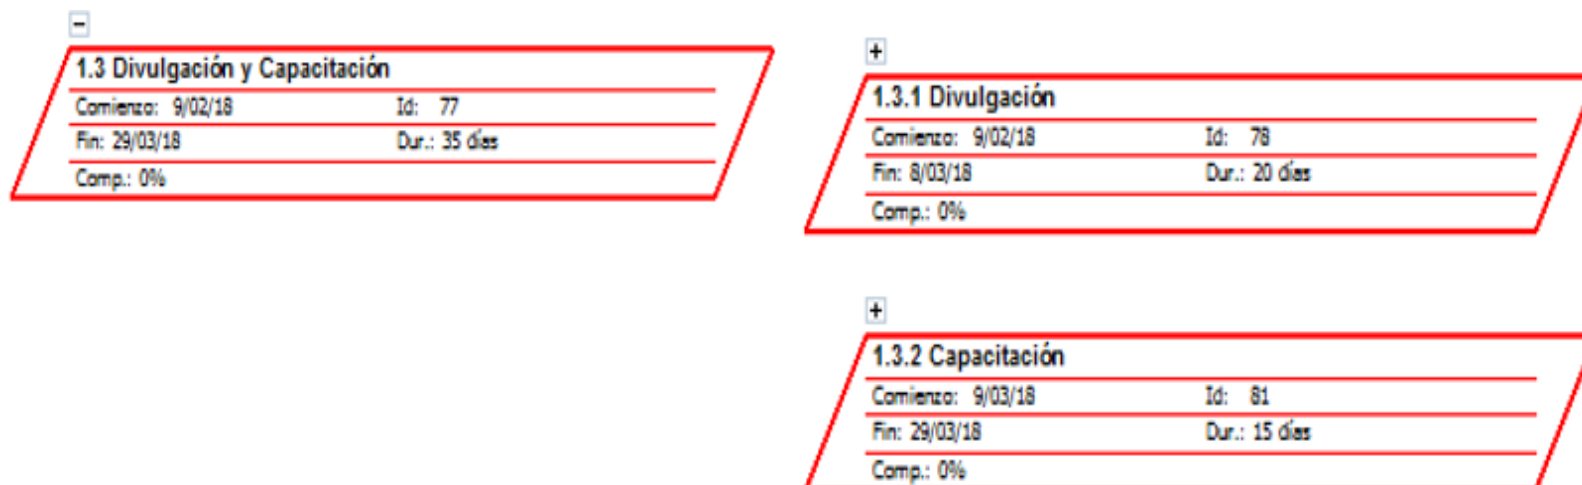 1.3 Divulgación y Capacitación
Comienzo: 9/02/18 Id: 77
Fin: 29/03/18 Dur.: 35 días
Comp.: 0%
1.3.1 Divulgación
Comienzo: 9/02/18 Id: 78
Fin: 8/03/18 Dur.: 20 días
Comp.: 0%
1.3.2 Capacitación
Comienzo: 9/03/18 Id: 81
Fin: 29/03/18 Dur.: 15 días
Comp.: 0%